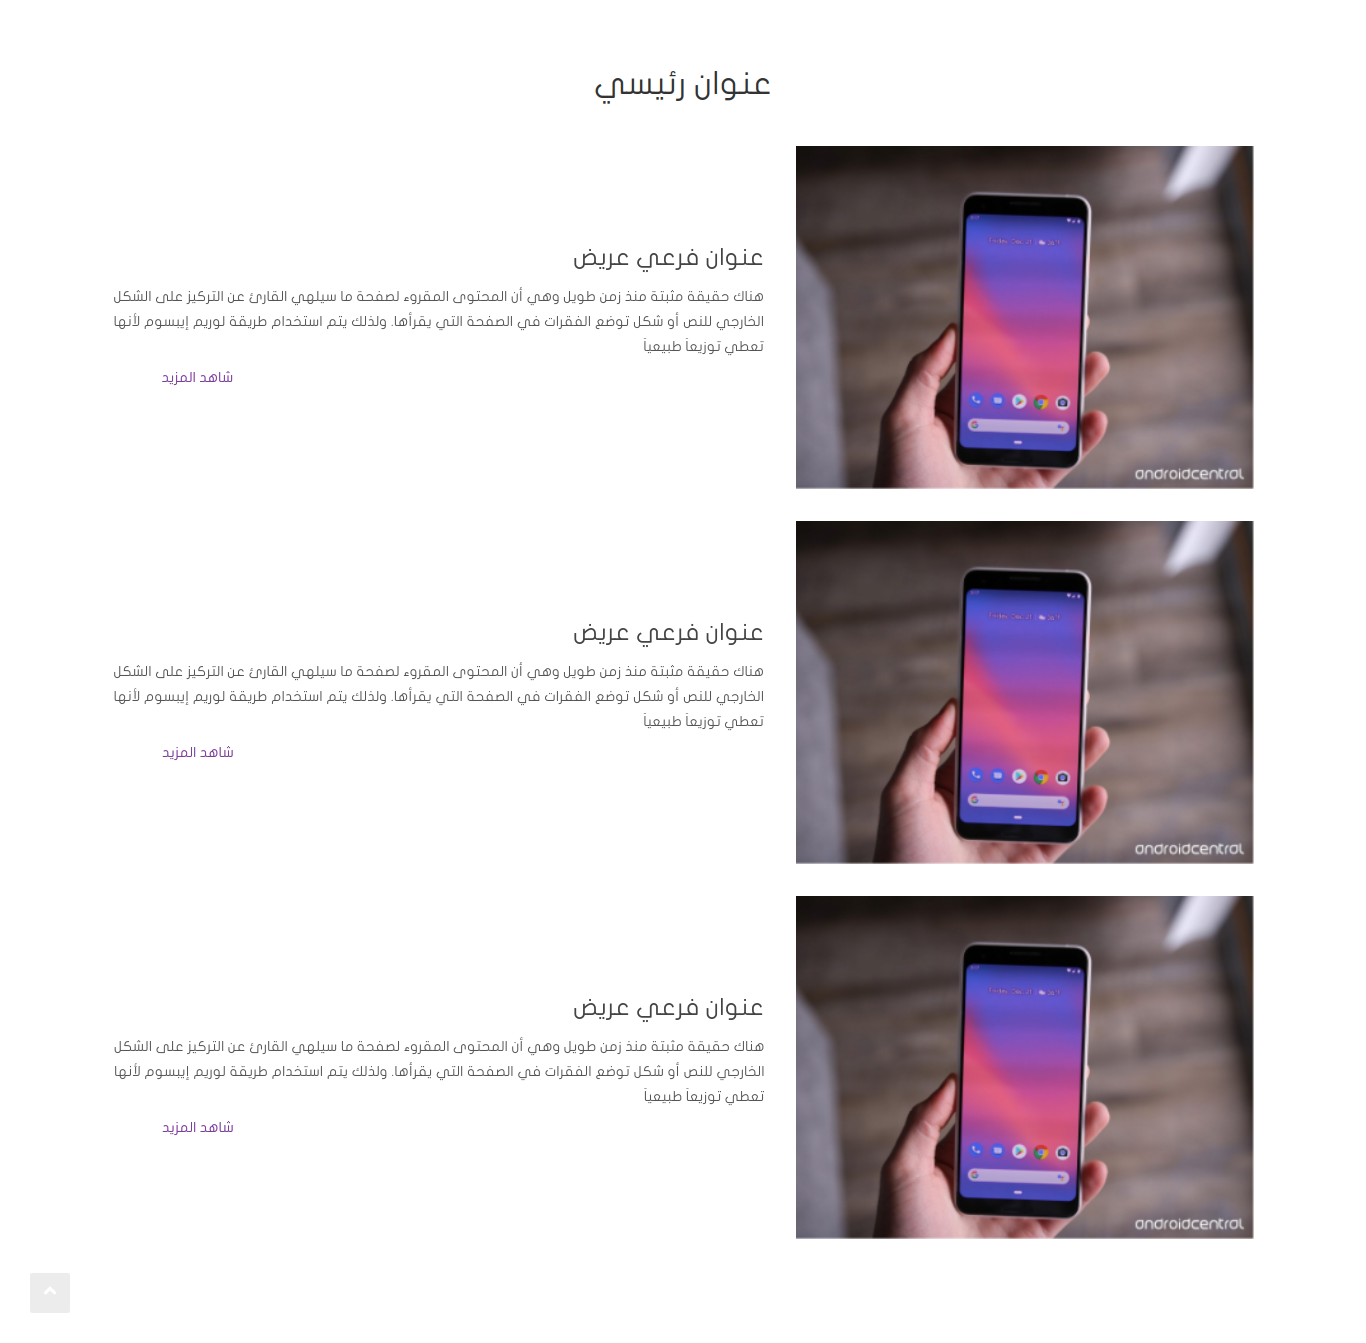 عنوان رئيسي
عنوان فرعي عريض
هناك حقيقة مثبتة منذ زمن طويل وهي أن المحتوى المقروء لصفحة ما سيلهي القارئ عن التركيز على الشكل
الخارجي للنص أو شكل توضع الفقرات في الصفحة التي يقرأها. ولذلك يتم استخدام طريقة لوريم إيبسوم لأنها
تعطي توزيعاَ طبيعياَ
شاهد المزيد
androidcentral
عنوان فرعي عريض
هناك حقيقة مثبتة منذ زمن طويل وهي أن المحتوى المقروء لصفحة ما سيلهي القارئ عن التركيز على الشكل
الخارجي للنص أو شكل توضع الفقرات في الصفحة التي يقرأها. ولذلك يتم استخدام طريقة لوريم إيبسوم لأنها
تعطي توزيعاَ طبيعياَ
شاهد المزيد
androidcentral
عنوان فرعي عريض
هناك حقيقة مثبتة منذ زمن طويل وهي أن المحتوى المقروء لصفحة ما سيلهي القارئ عن التركيز على الشكل
الخارجي للنص أو شكل توضع الفقرات في الصفحة التي يقرأها. ولذلك يتم استخدام طريقة لوريم إيبسوم لأنها
تعطي توزيعاَ طبيعياَ
شاهد المزيد
androidcentral